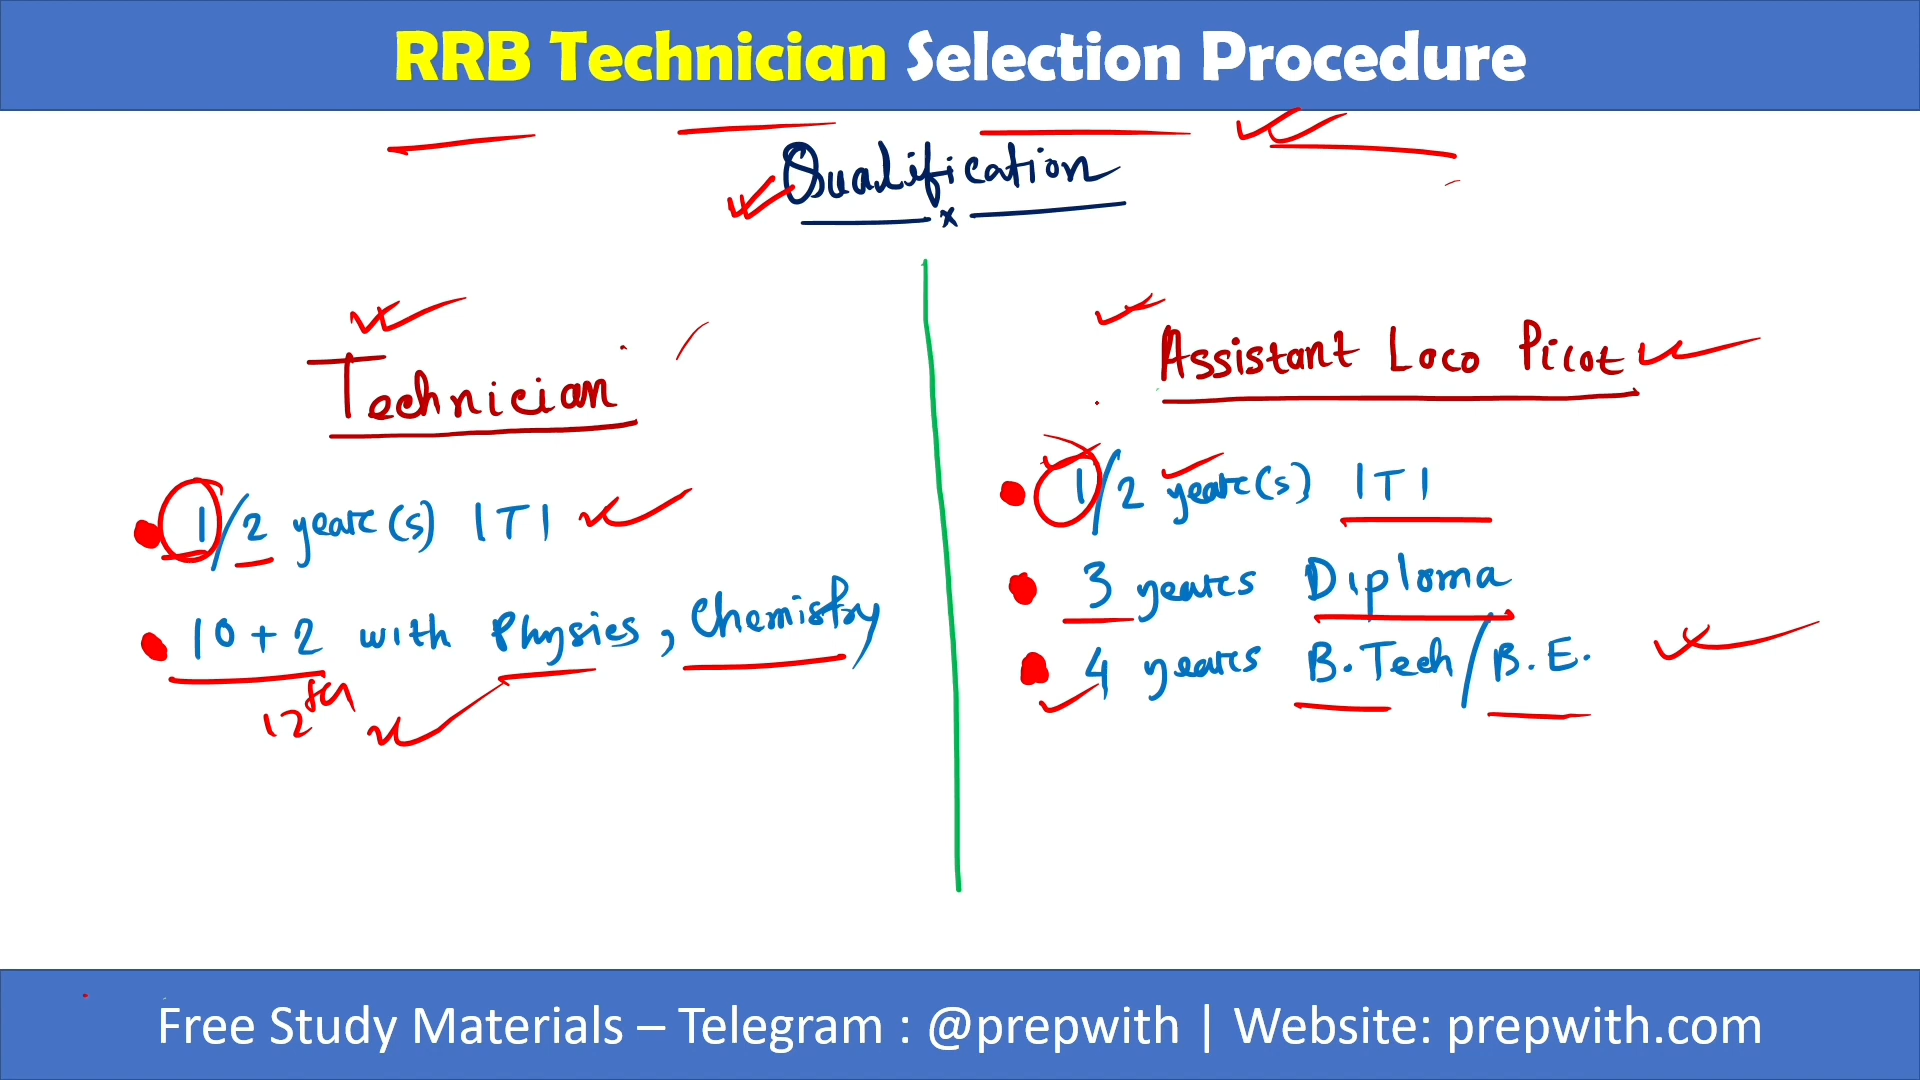 RRB Technician Selection Procedure
Qualification
x
Technician
1/2 year(s) ITI
10+2 with Physics, Chemistry
12th
Assistant Loco Pilot
1/2 year(s) ITI
3 years Diploma
4 years B.Tech/B.E.
Free Study Materials – Telegram : @prepwith | Website: prepwith.com